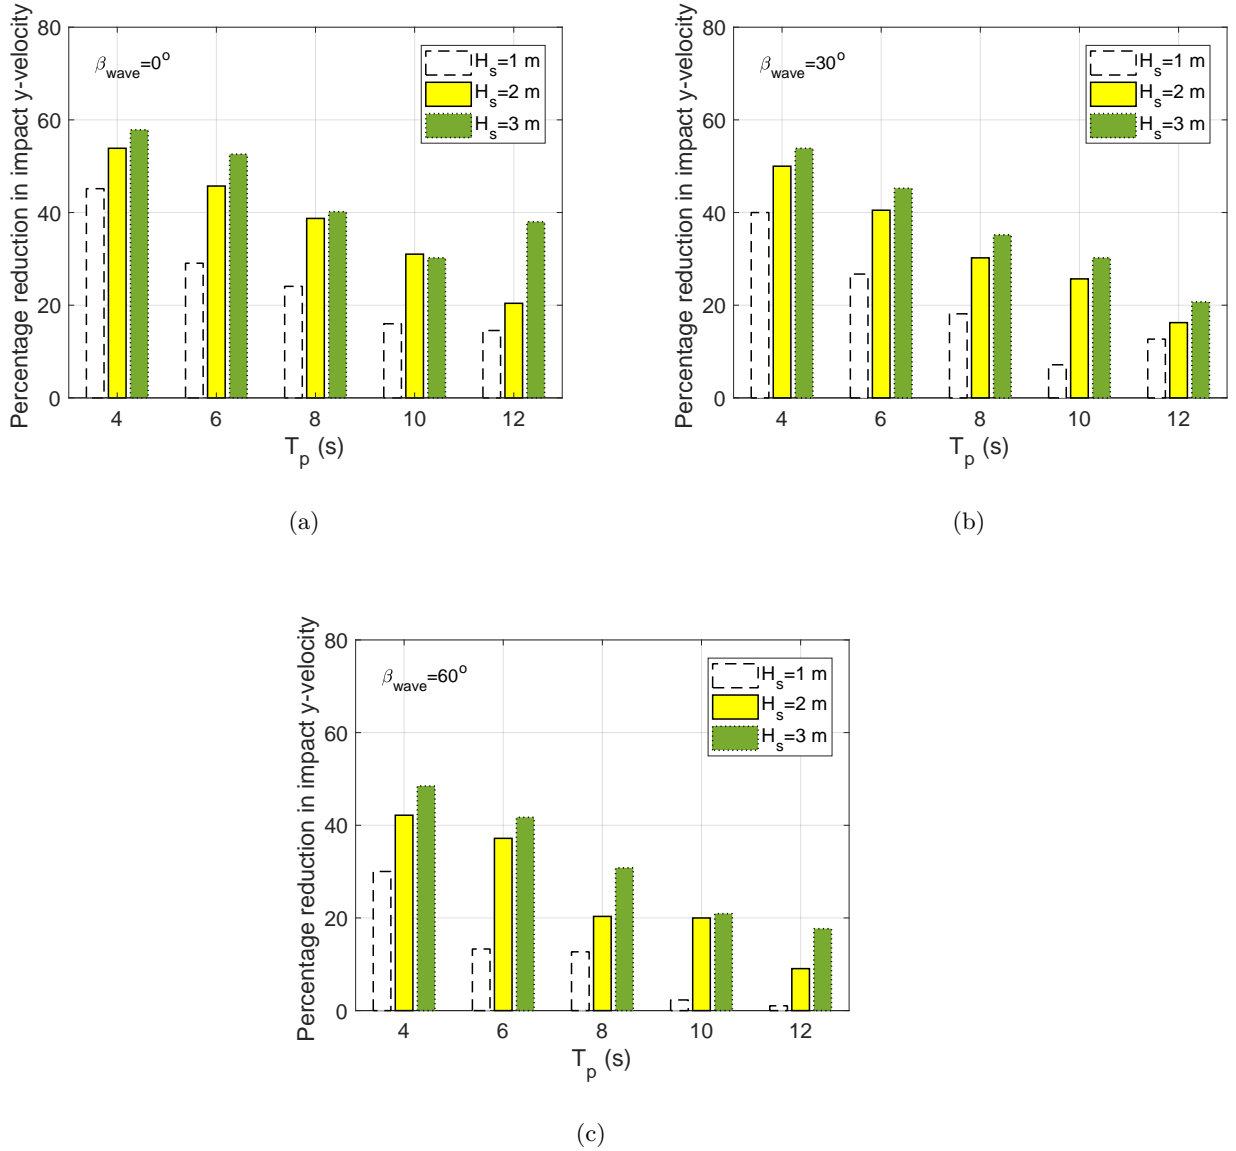 80
60
40
20
0
Percentage reduction in impact y-velocity
β_wave=0°
H_s=1 m
H_s=2 m
H_s=3 m
4 6 8 10 12
T_p (s)
(a)
80
60
40
20
0
Percentage reduction in impact y-velocity
β_wave=30°
H_s=1 m
H_s=2 m
H_s=3 m
4 6 8 10 12
T_p (s)
(b)
80
60
40
20
0
Percentage reduction in impact y-velocity
β_wave=60°
H_s=1 m
H_s=2 m
H_s=3 m
4 6 8 10 12
T_p (s)
(c)